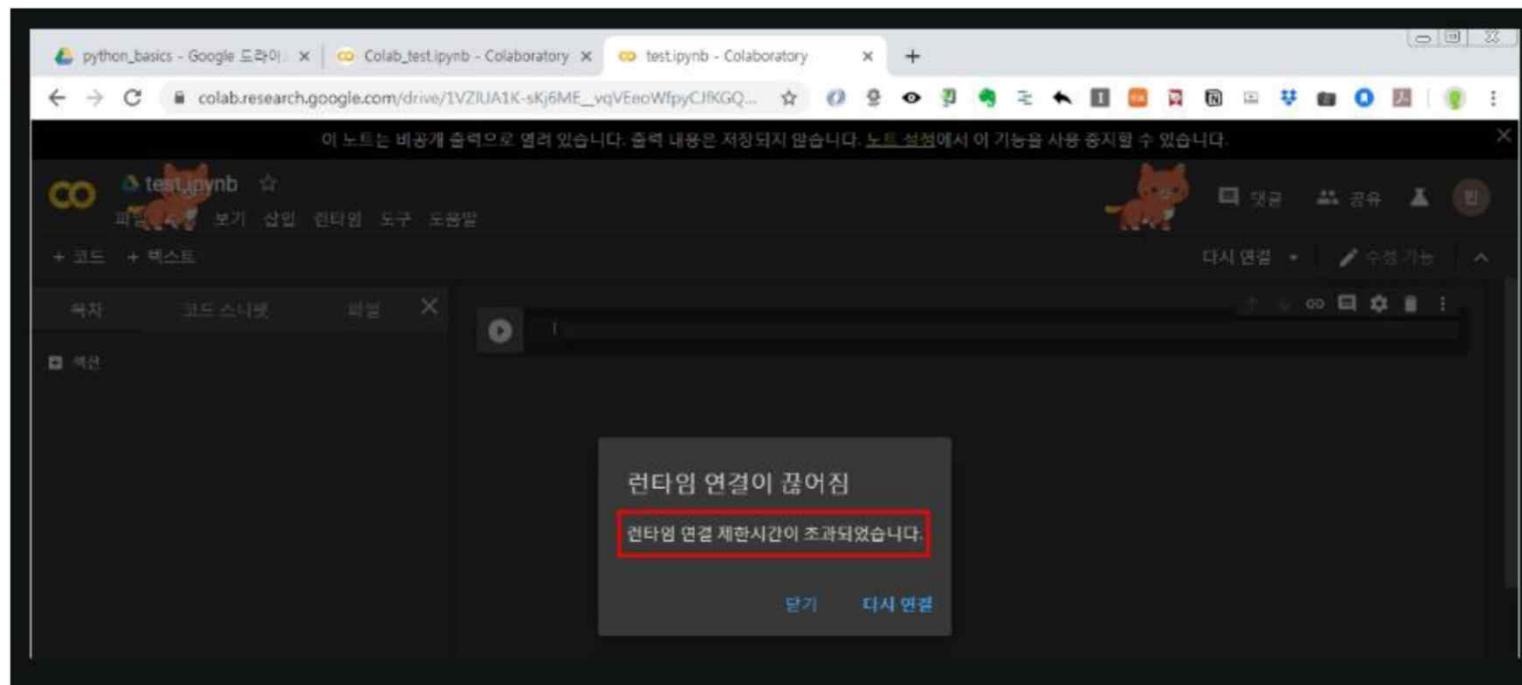 python_basics - Google 드라이
Colab_test.ipynb - Colaboratory
test.ipynb - Colaboratory
colab.research.google.com/drive/1VZlUA1K-sKj6ME__vqVEeoWfpyCJfKGQ...
이 노트는 비공개 출력으로 열려 있습니다. 출력 내용은 저장되지 않습니다. 노트 설정에서 이 기능을 사용 중지할 수 있습니다.
test.ipynb
보기 삽입 런타임 도구 도움말
댓글 공유 빈
+ 코드 + 텍스트
다시 연결 수정 가능
목차 코드 스니펫 파일
섹션
런타임 연결이 끊어짐
런타임 연결 제한시간이 초과되었습니다.
닫기 다시 연결